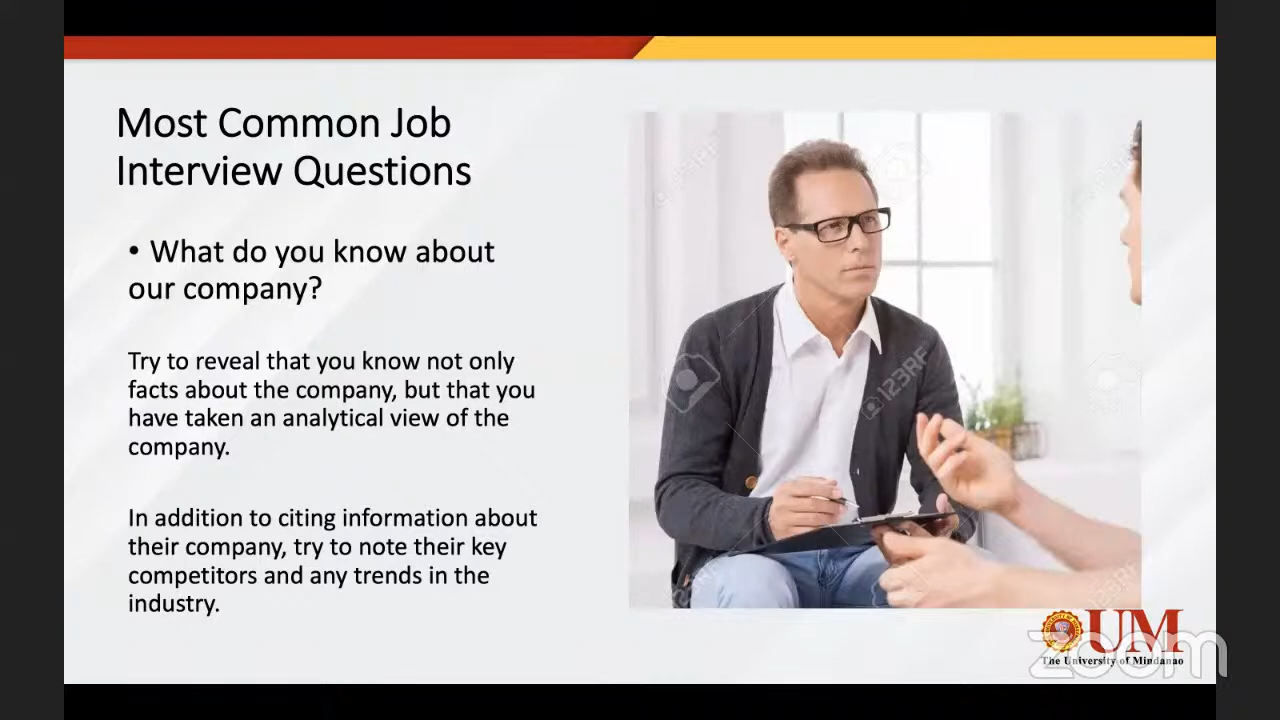 Most Common Job
Interview Questions
• What do you know about
our company?
Try to reveal that you know not only
facts about the company, but that you
have taken an analytical view of the
company.
In addition to citing information about
their company, try to note their key
competitors and any trends in the
industry.
123RF
UM
The University of Mindanao
zoom